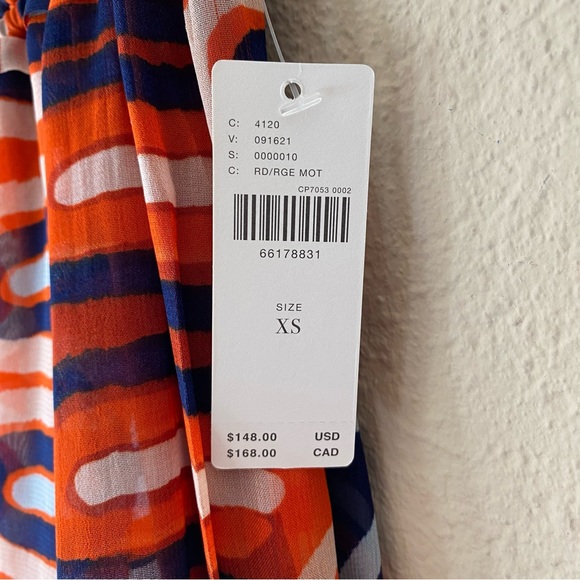 C: 4120
V: 091621
S: 0000010
C: RD/RGE MOT
CP7053 0002
66178831
SIZE
XS
$148.00 USD
$168.00 CAD